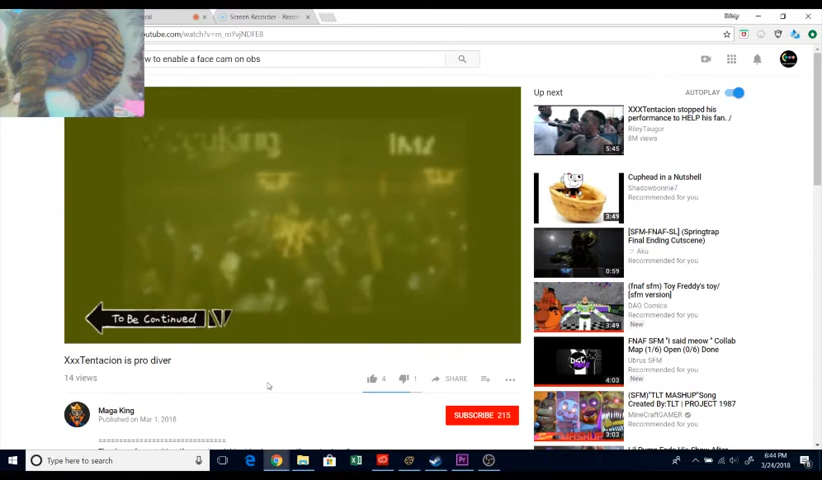 Screen Recorder - Record
outube.com/watch?v=m_mYvjNDFE8
w to enable a face cam on obs
Up next
AUTOPLAY
To Be Continued
XxxTentacion is pro diver
14 views
4
1
SHARE
Maga King
Published on Mar 1, 2018
SUBSCRIBE 215
==============================
XXXTentacion stopped his
performance to HELP his fan. /
RileyTaugor
8M views
5:45
Cuphead in a Nutshell
Shadowbonnie7
Recommended for you
3:49
[SFM-FNAF-SL] (Springtrap
Final Ending Cutscene)
Aku
Recommended for you
0:59
(fnaf sfm) Toy Freddy's toy/
[sfm version]
DAO Comics
Recommended for you
New
3:49
FNAF SFM "I said meow " Collab
Map (1/6) Open (0/6) Done
Ubrus SFM
Recommended for you
New
4:03
(SFM)"TLT MASHUP"Song
Created By:TLT | PROJECT 1987
MineCraftGAMER
Recommended for you
3:03
Type here to search
6:44 PM
3/24/2018